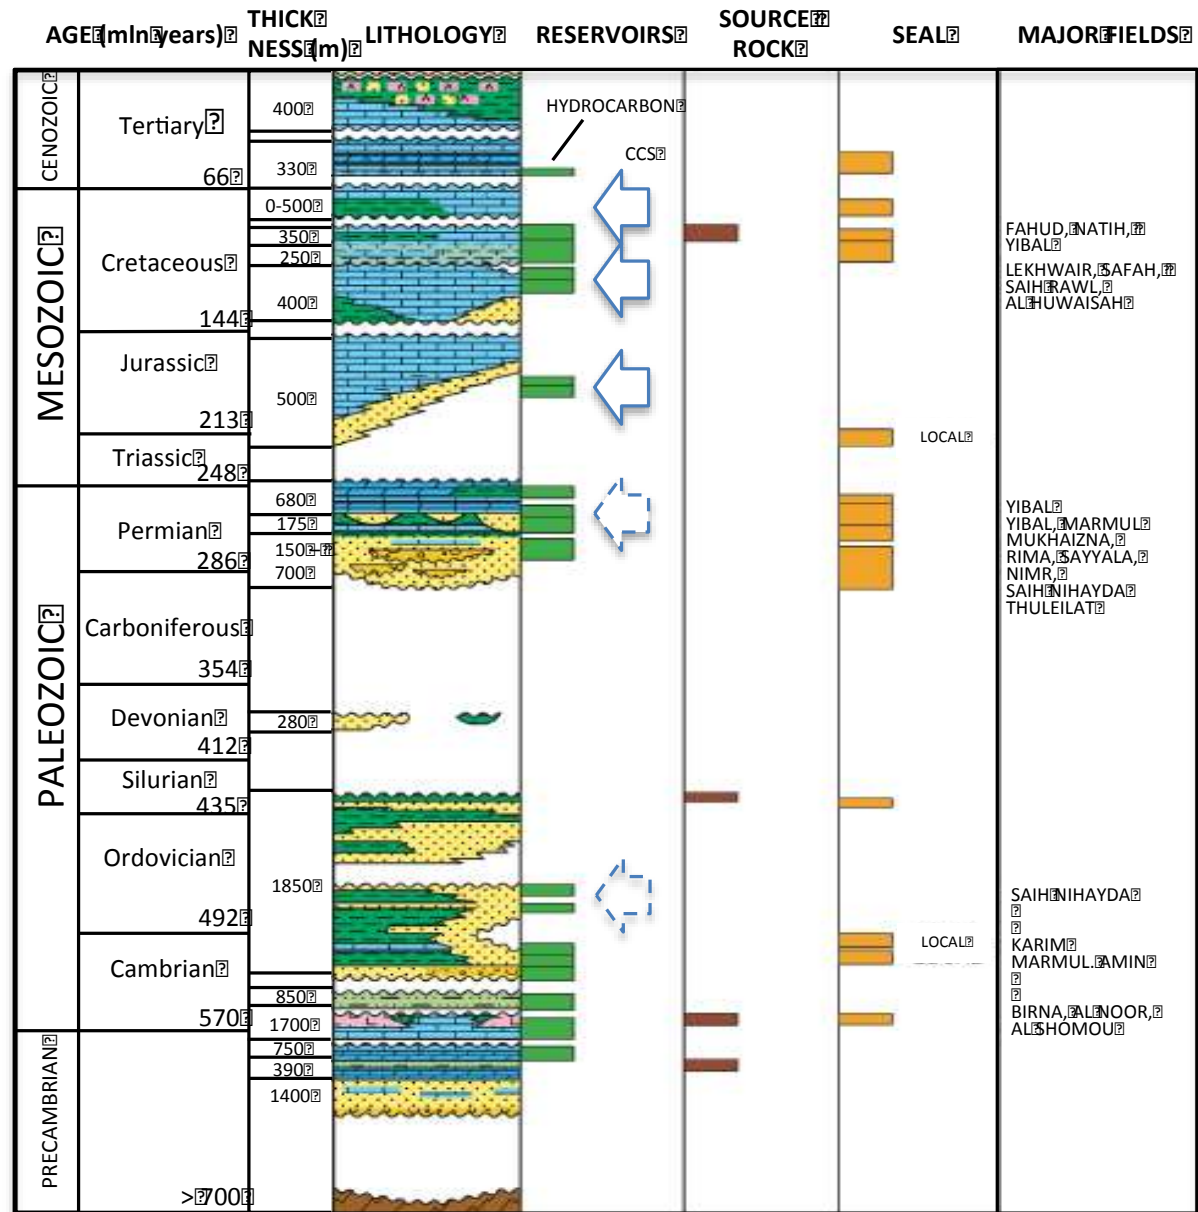 AGE (mln years)
THICK
NESS (m)
LITHOLOGY
RESERVOIRS
SOURCE
ROCK
SEAL
MAJOR FIELDS
CENOZOIC
Tertiary
66
400
330
HYDROCARBON
CCS
MESOZOIC
Cretaceous
144
0-500
350
250
400
FAHUD, NATIH,
YIBAL
LEKHWAIR, SAFAH,
SAIH RAWL,
AL HUWAISAH
Jurassic
213
500
Triassic
248
LOCAL
PALEOZOIC
Permian
286
680
175
150 –
700
YIBAL
YIBAL, MARMUL
MUKHAIZNA,
RIMA, SAYYALA,
NIMR,
SAIH NIHAYDA
THULEILAT
Carboniferous
354
Devonian
412
280
Silurian
435
Ordovician
492
1850
SAIH NIHAYDA
Cambrian
570
850
1700
LOCAL
KARIM
MARMUL. AMIN
BIRNA, AL NOOR,
AL SHOMOU
PRECAMBRIAN
750
390
1400
> 700